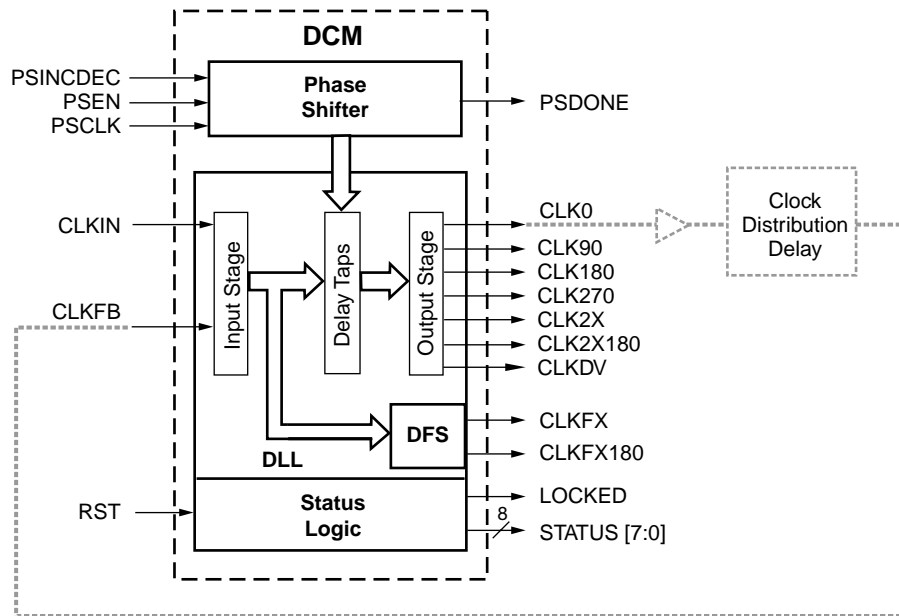 DCM
PSINCDEC
PSEN
PSCLK
Phase
Shifter
PSDONE
CLKIN
CLKFB
Input Stage
Delay Taps
Output Stage
CLK0
CLK90
CLK180
CLK270
CLK2X
CLK2X180
CLKDV
Clock
Distribution
Delay
DFS
CLKFX
CLKFX180
DLL
RST
Status
Logic
LOCKED
8
STATUS [7:0]